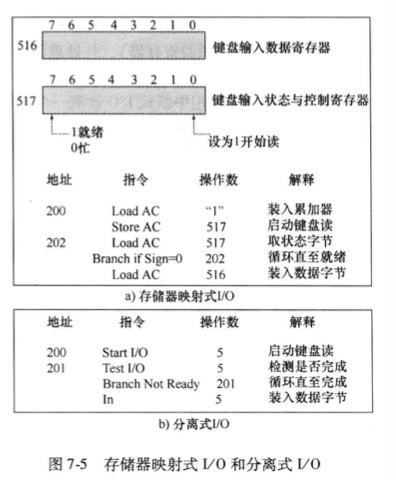 7 6 5 4 3 2 1 0
516 键盘输入数据寄存器
7 6 5 4 3 2 1 0
517 键盘输入状态与控制寄存器
1就绪
0忙
设为1开始读
地址 指令 操作数 解释
200 Load AC “1” 装入累加器
Store AC 517 启动键盘读
202 Load AC 517 取状态字节
Branch if Sign=0 202 循环直至就绪
Load AC 516 装入数据字节
a) 存储器映射式I/O
地址 指令 操作数 解释
200 Start I/O 5 启动键盘读
201 Test I/O 5 检测是否完成
Branch Not Ready 201 循环直至完成
In 5 装入数据字节
b) 分离式I/O
图 7-5 存储器映射式 I/O 和分离式 I/O